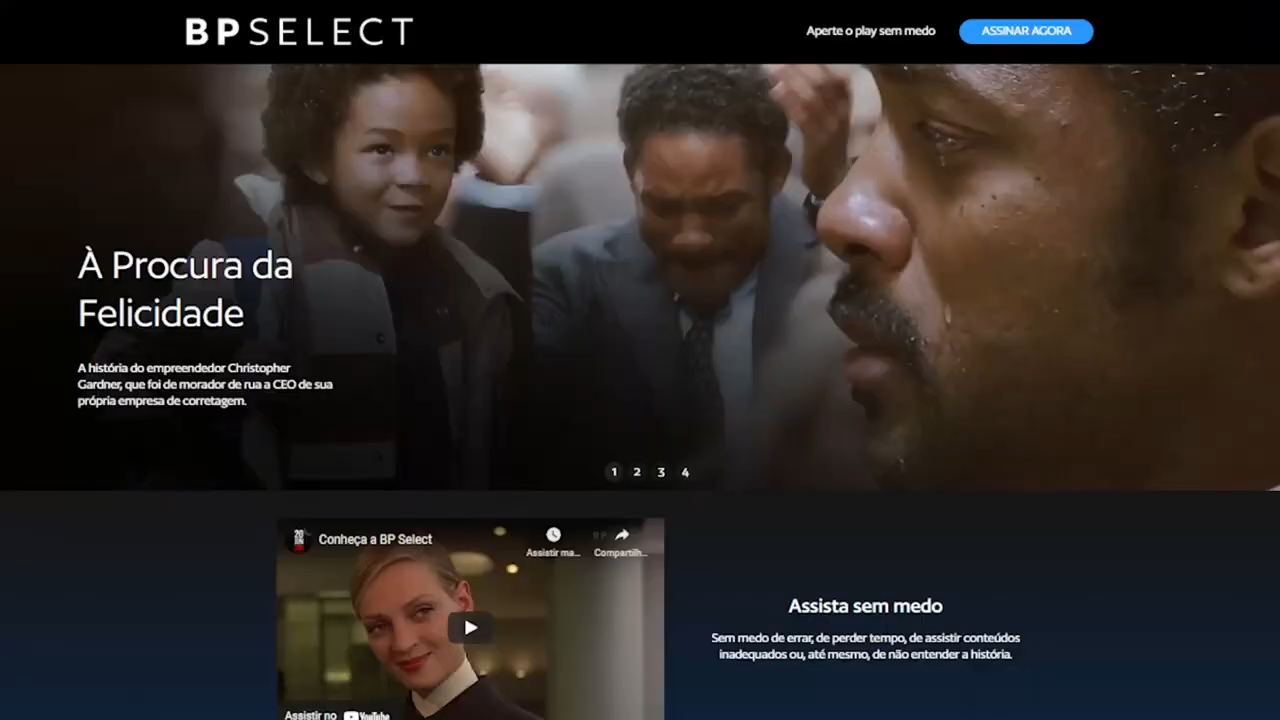 BPSELECT
Aperte o play sem medo
ASSINAR AGORA
À Procura da
Felicidade
A história do empreendedor Christopher
Gardner, que foi de morador de rua a CEO de sua
própria empresa de corretagem.
1 2 3 4
Conheça a BP Select
Assistir ma...
Compartilh...
Assistir no YouTube
Assista sem medo
Sem medo de errar, de perder tempo, de assistir conteúdos
inadequados ou, até mesmo, de não entender a história.